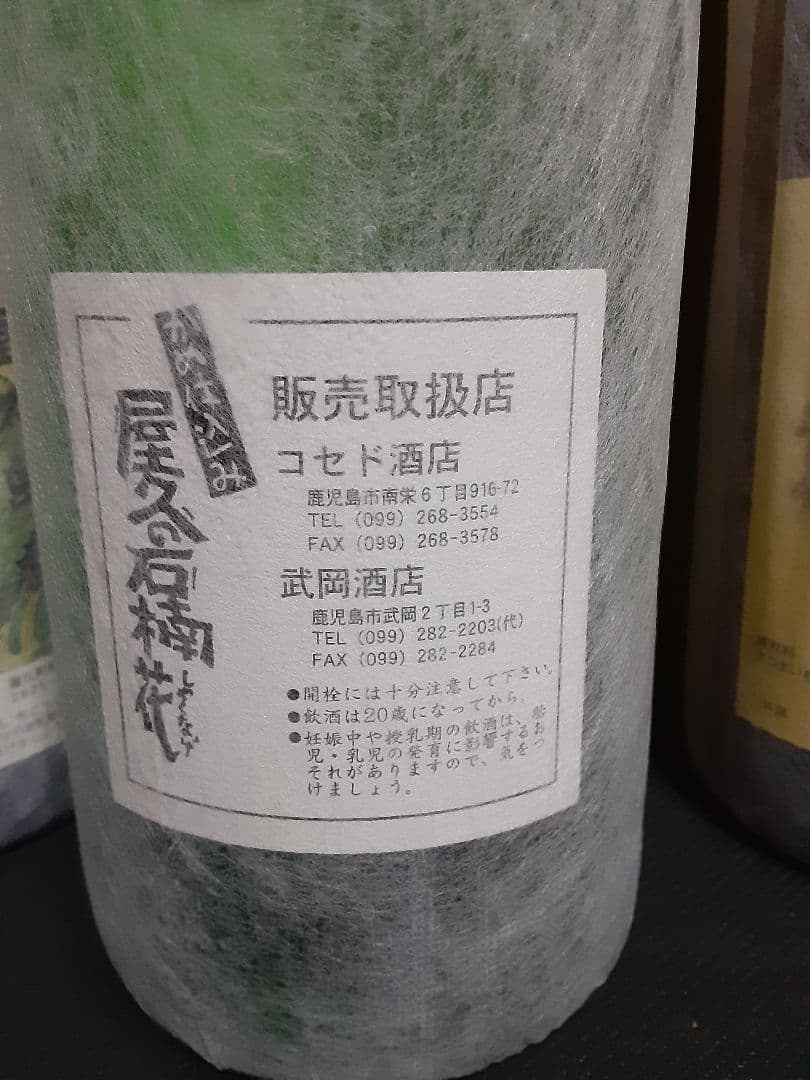 かめ仕込み
屋久の石楠花
しゃくなげ
販売取扱店
コセド酒店
鹿児島市南栄6丁目916-72
TEL (099) 268-3554
FAX (099) 268-3578
武岡酒店
鹿児島市武岡2丁目1-3
TEL (099) 282-2203(代)
FAX (099) 282-2284
●開栓には十分注意して下さい。
●飲酒は20歳になってから。
●妊娠中や授乳期の飲酒は、胎
児・乳児の発育に影響するお
それがありますので、気をつ
けましょう。